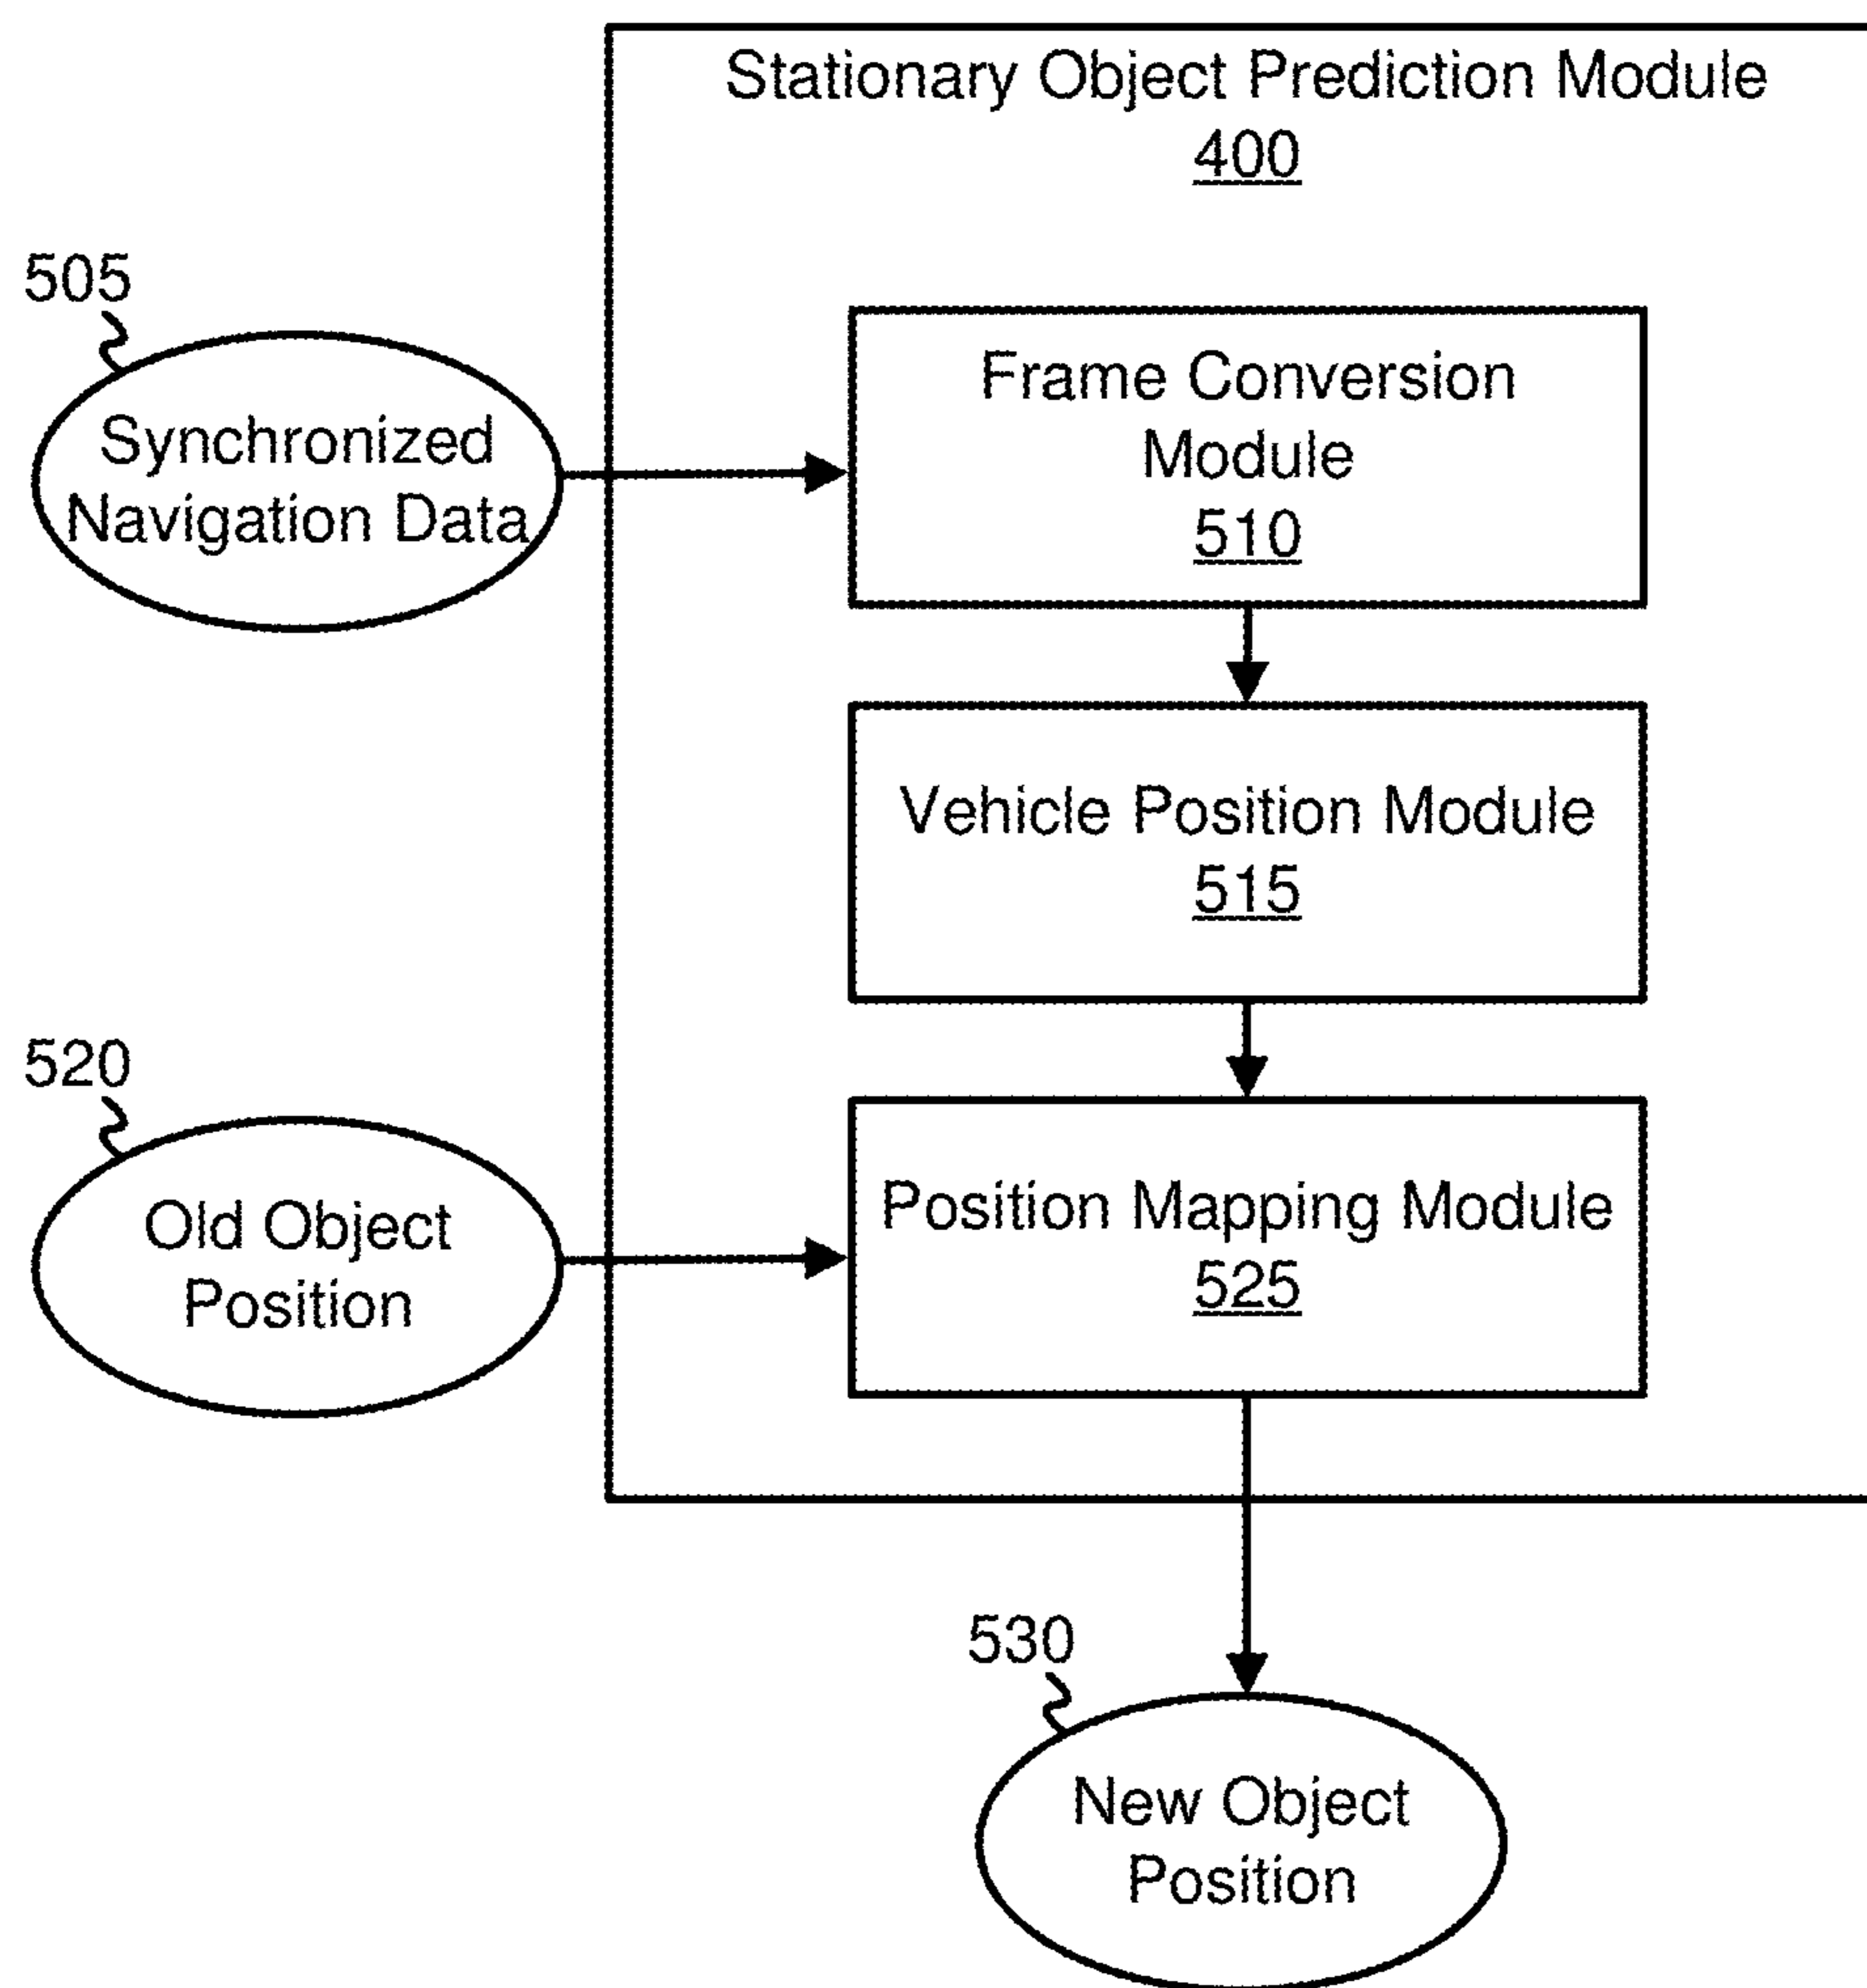 Stationary Object Prediction Module
400
505
Synchronized
Navigation Data
Frame Conversion
Module
510
Vehicle Position Module
515
520
Old Object
Position
Position Mapping Module
525
530
New Object
Position